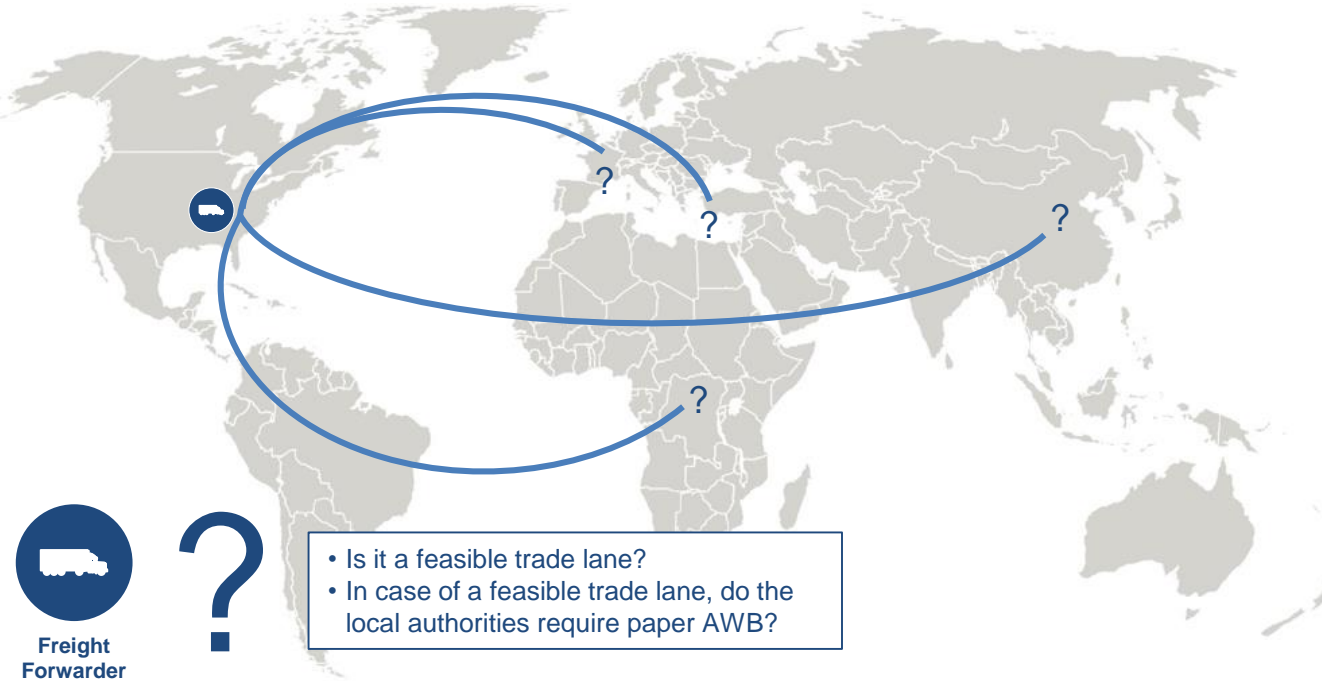 ?
?
?
?
?
• Is it a feasible trade lane?
• In case of a feasible trade lane, do the
local authorities require paper AWB?
Freight
Forwarder